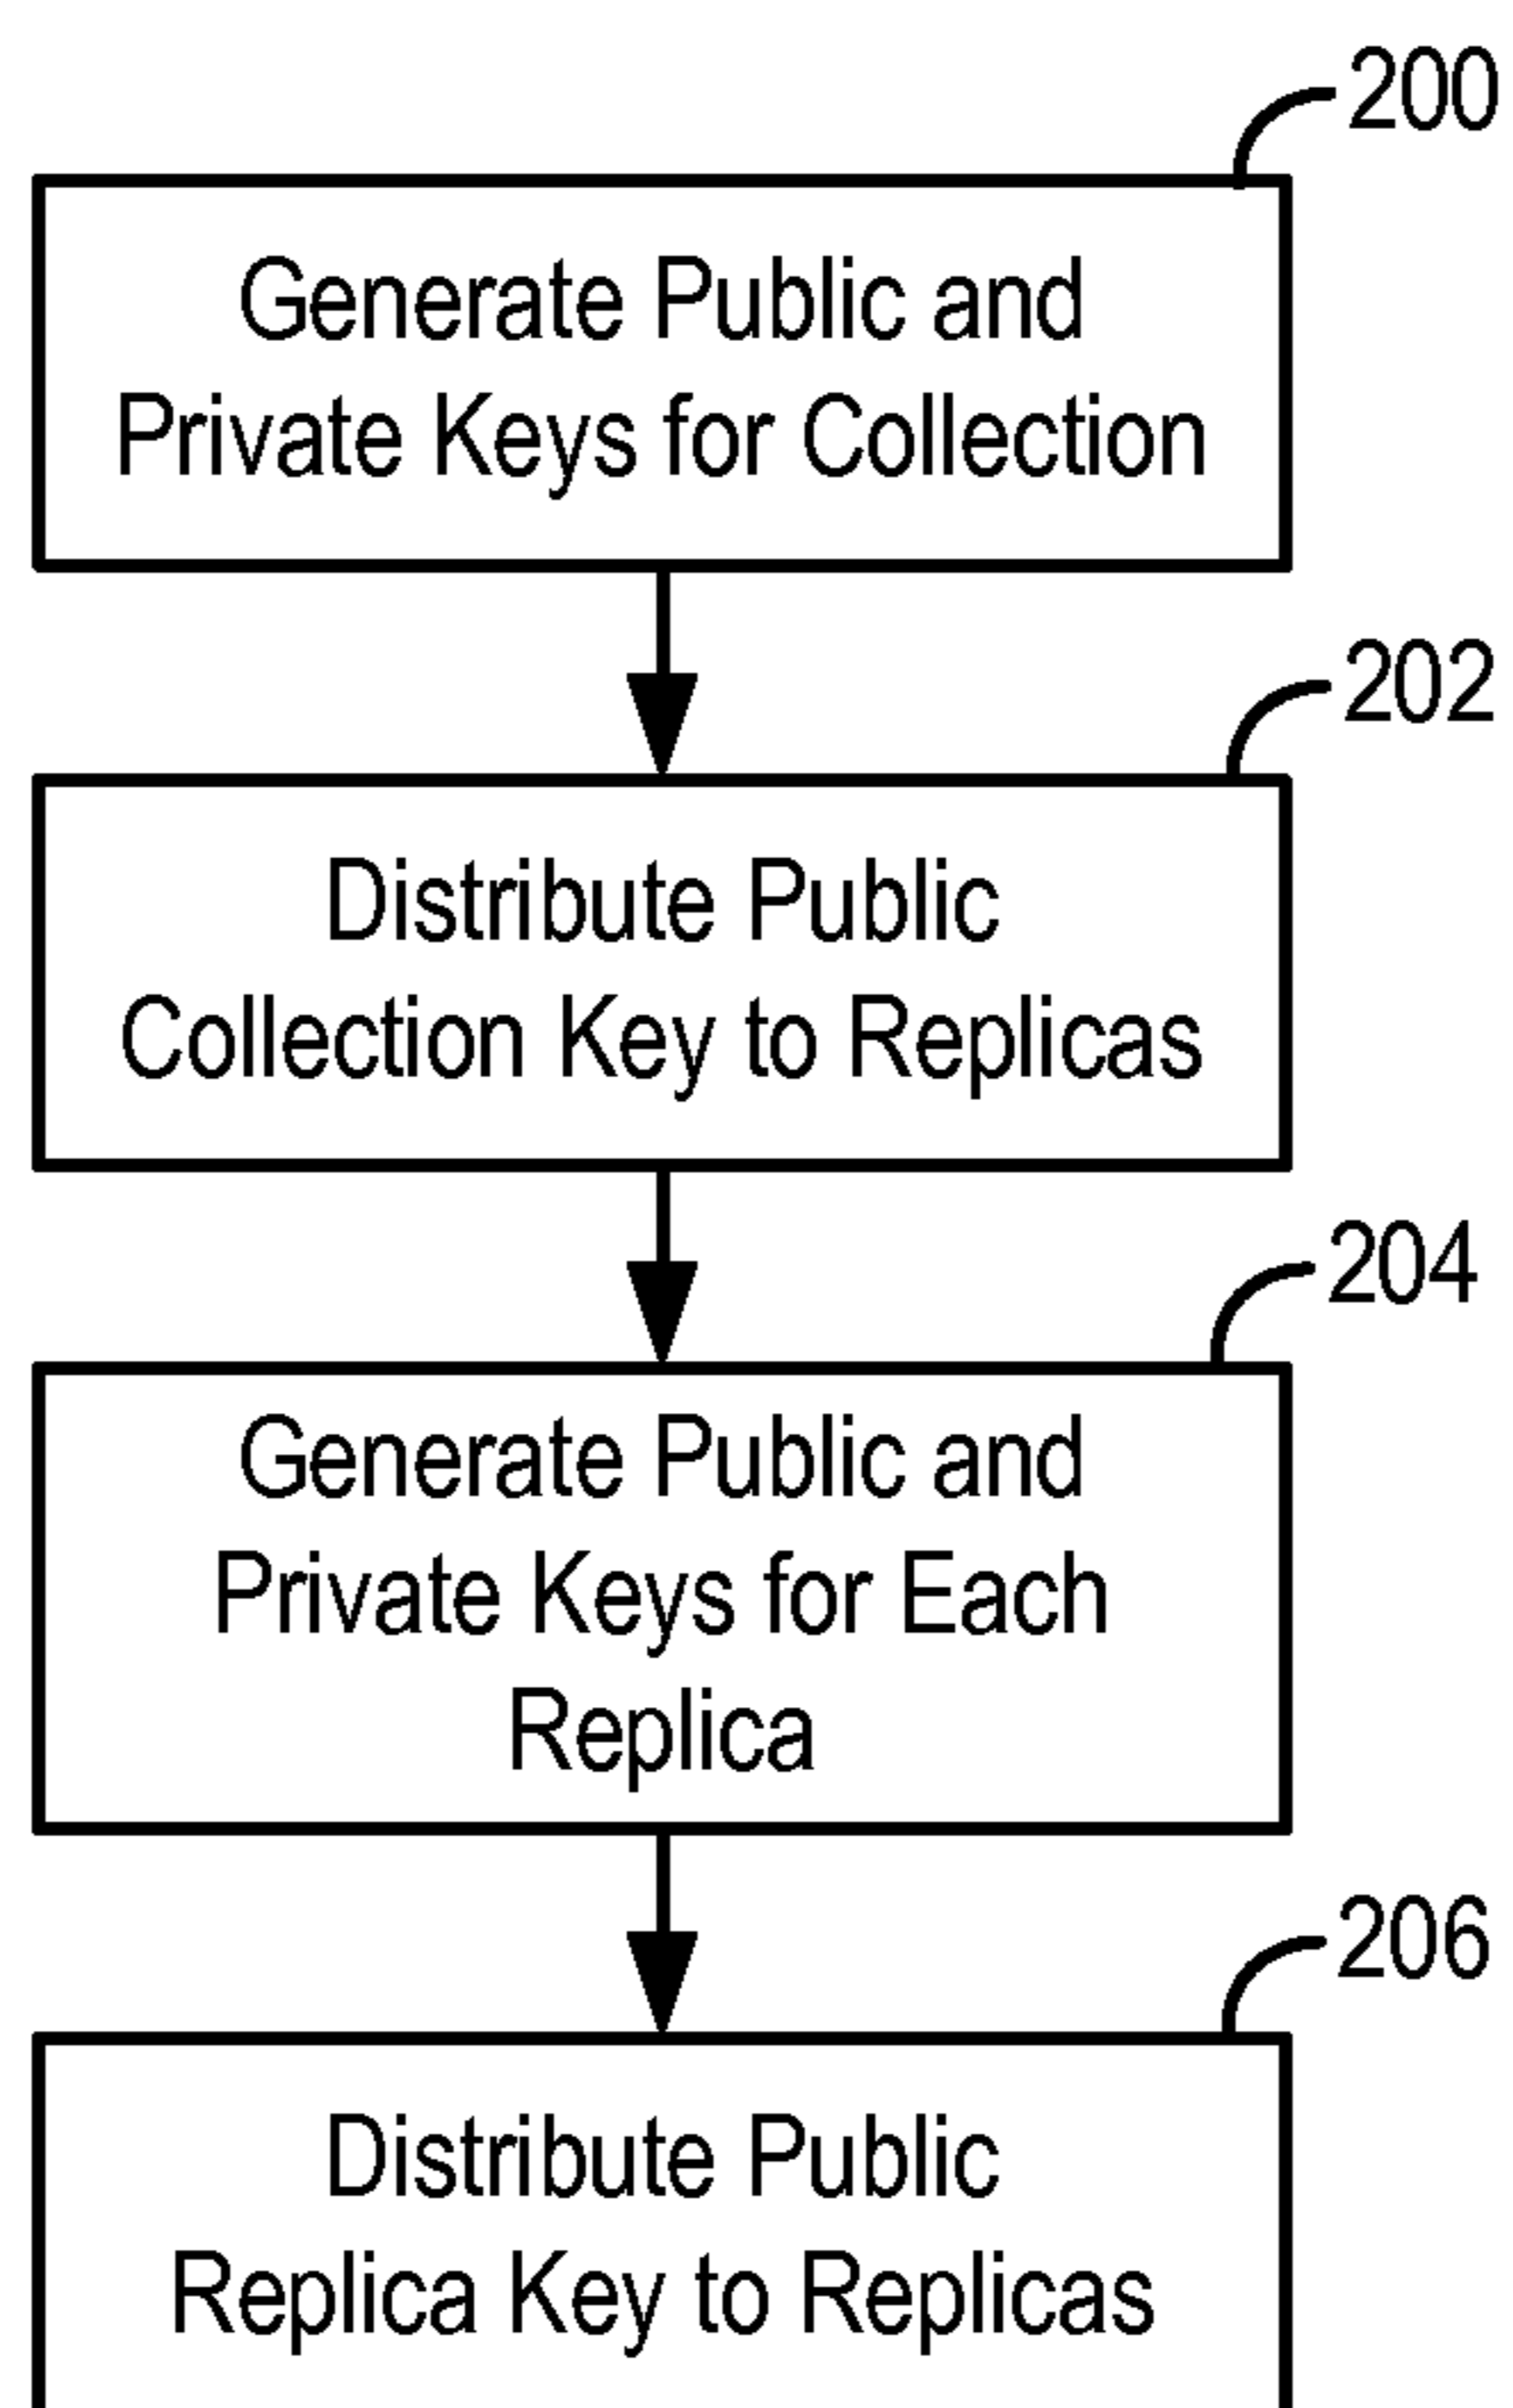 200
Generate Public and
Private Keys for Collection
202
Distribute Public
Collection Key to Replicas
204
Generate Public and
Private Keys for Each
Replica
206
Distribute Public
Replica Key to Replicas